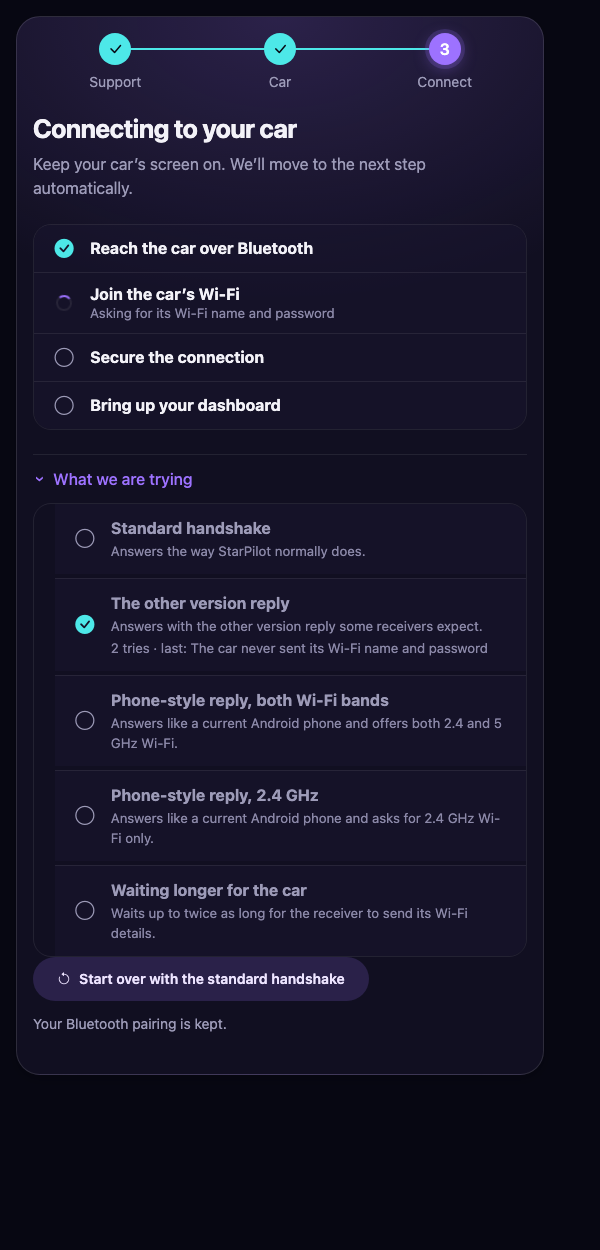 3
Support
Car
Connect
Connecting to your car
Keep your car’s screen on. We’ll move to the next step
automatically.
Reach the car over Bluetooth
Join the car’s Wi-Fi
Asking for its Wi-Fi name and password
Secure the connection
Bring up your dashboard
What we are trying
Standard handshake
Answers the way StarPilot normally does.
The other version reply
Answers with the other version reply some receivers expect.
2 tries · last: The car never sent its Wi-Fi name and password
Phone-style reply, both Wi-Fi bands
Answers like a current Android phone and offers both 2.4 and 5
GHz Wi-Fi.
Phone-style reply, 2.4 GHz
Answers like a current Android phone and asks for 2.4 GHz Wi-
Fi only.
Waiting longer for the car
Waits up to twice as long for the receiver to send its Wi-Fi
details.
Start over with the standard handshake
Your Bluetooth pairing is kept.